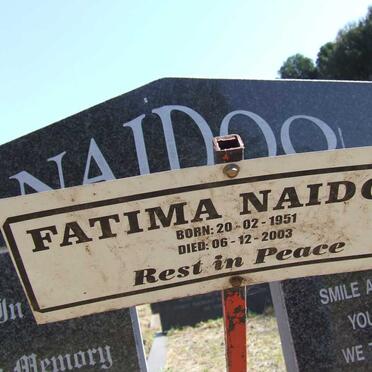 NAIDOO
FATIMA NAIDO
BORN: 20 - 02 - 1951
DIED: 06 - 12 - 2003
Rest in Peace
In
Memory
SMILE A
YOU
WE T